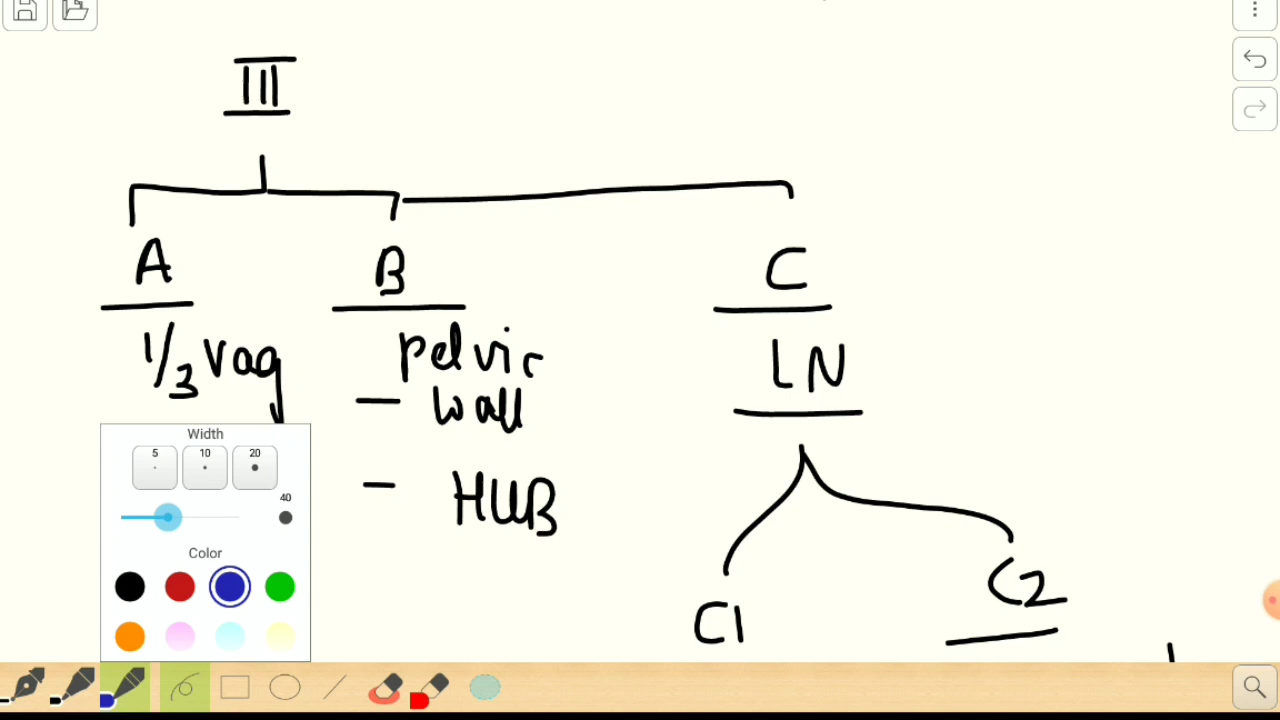 III
A B C
1/3 vag
pelvic
- wall
- HUB
LN
C1
C2
Width
5 10 20
40
Color